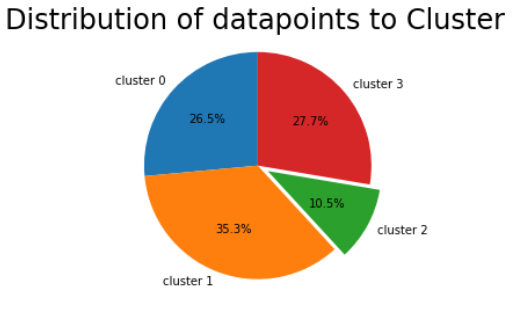 Distribution of datapoints to Cluster
cluster 0
cluster 3
26.5%
27.7%
10.5%
cluster 2
35.3%
cluster 1